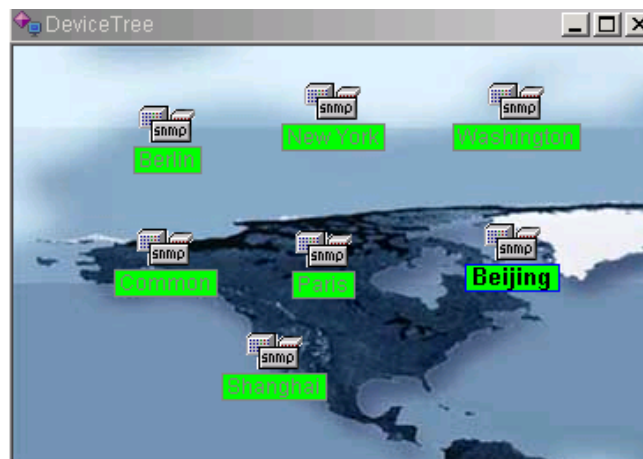 DeviceTree
snmp
Berlin
snmp
New York
snmp
Washington
snmp
Common
snmp
Paris
snmp
Beijing
snmp
Shanghai